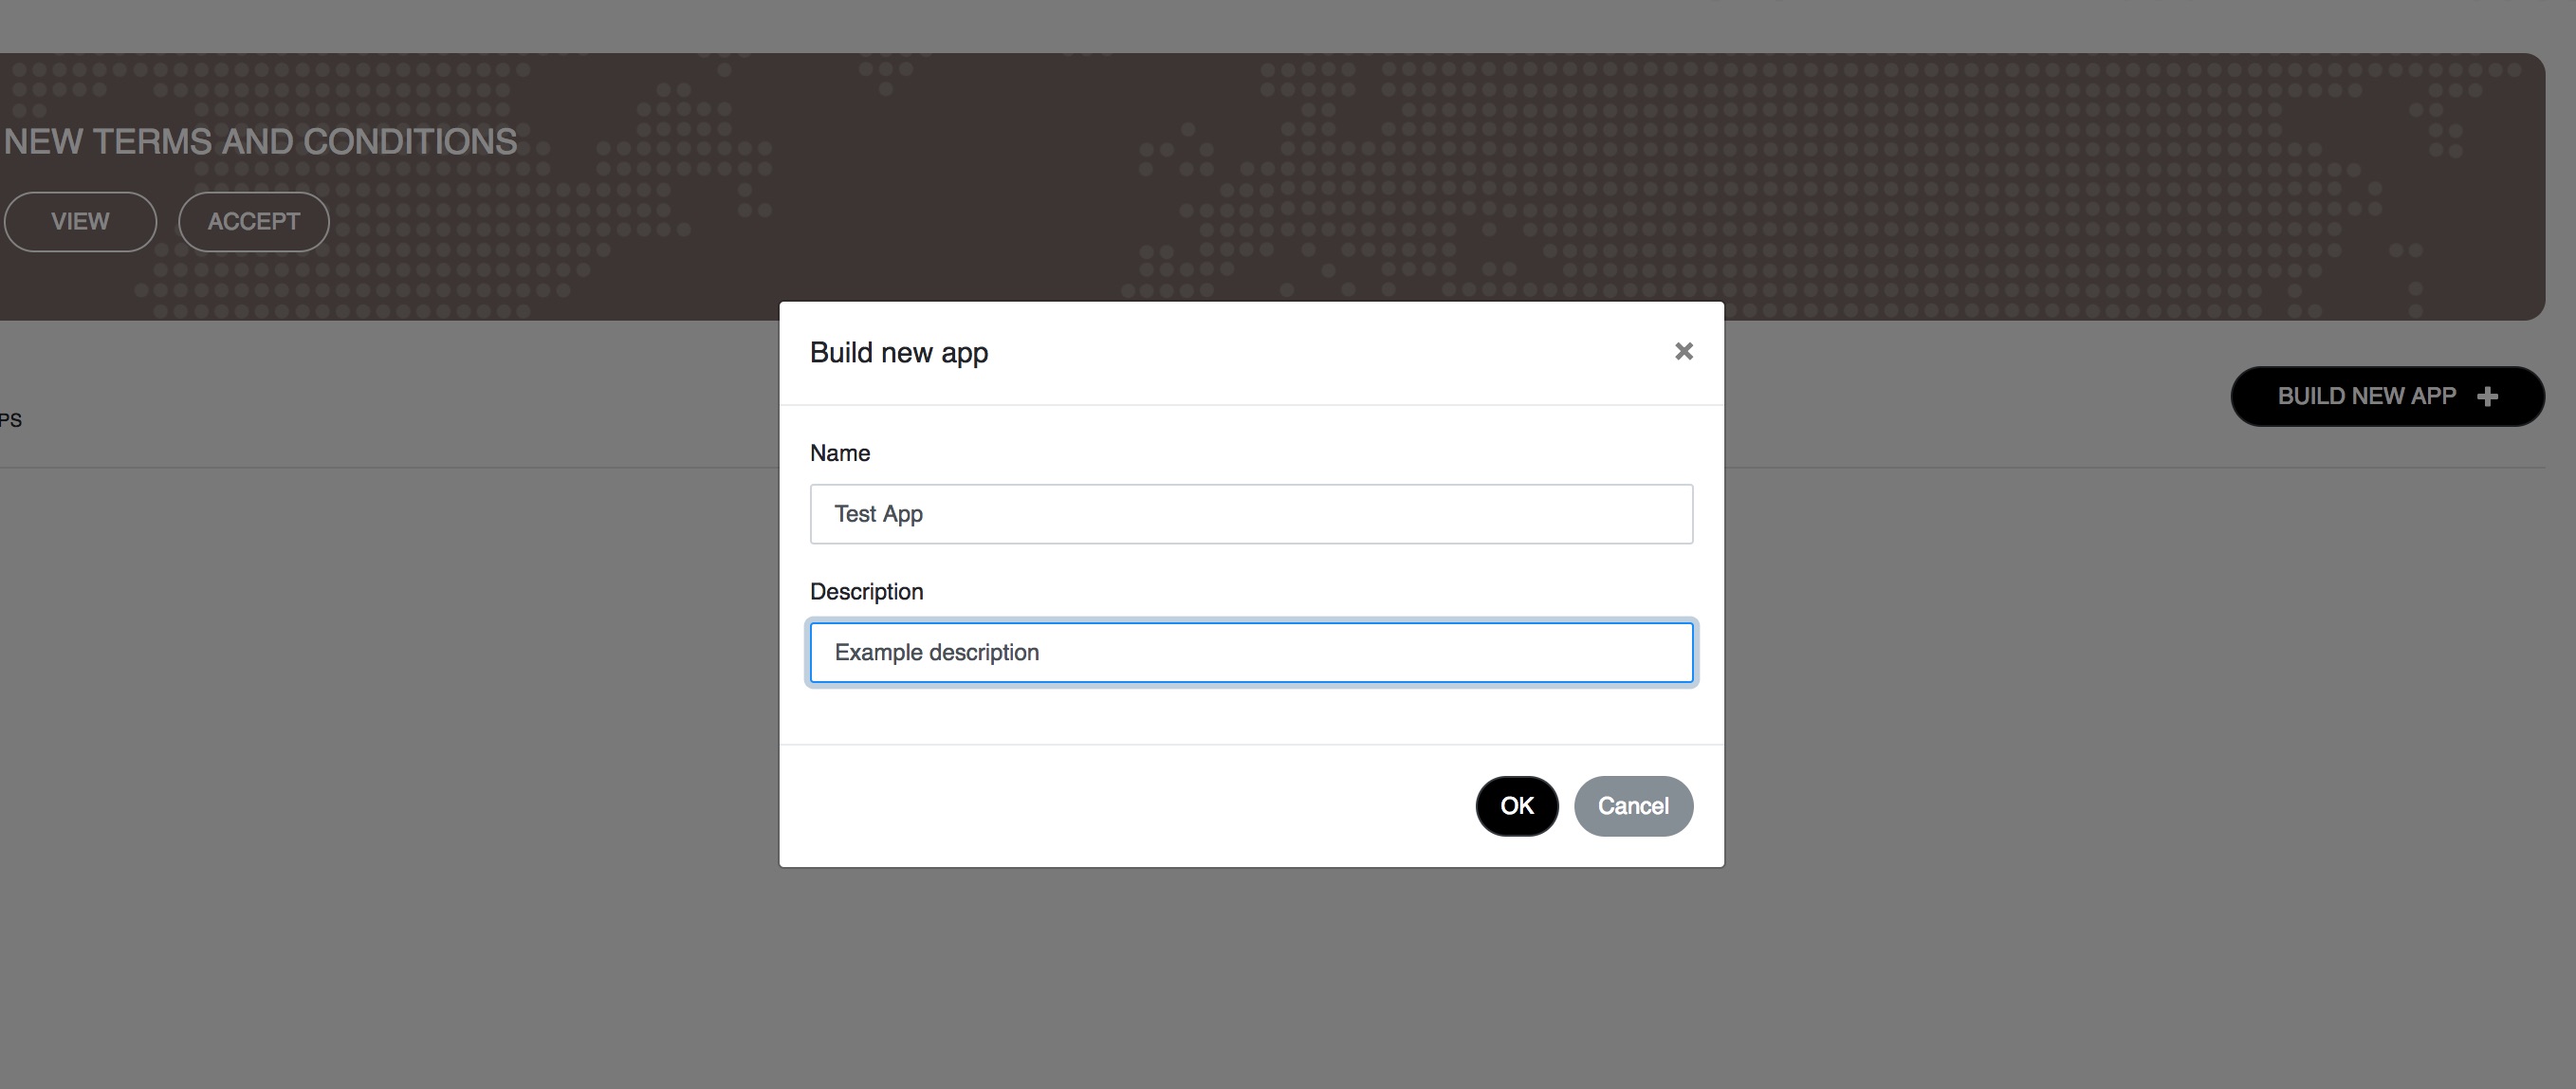 NEW TERMS AND CONDITIONS
VIEW
ACCEPT
PS
BUILD NEW APP
Build new app
Name
Test App
Description
Example description
OK
Cancel